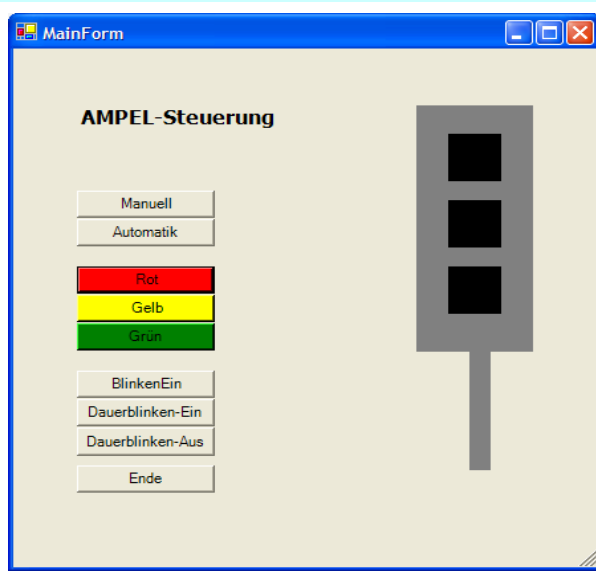 MainForm
AMPEL-Steuerung
Manuell
Automatik
Rot
Gelb
Grün
BlinkenEin
Dauerblinken-Ein
Dauerblinken-Aus
Ende